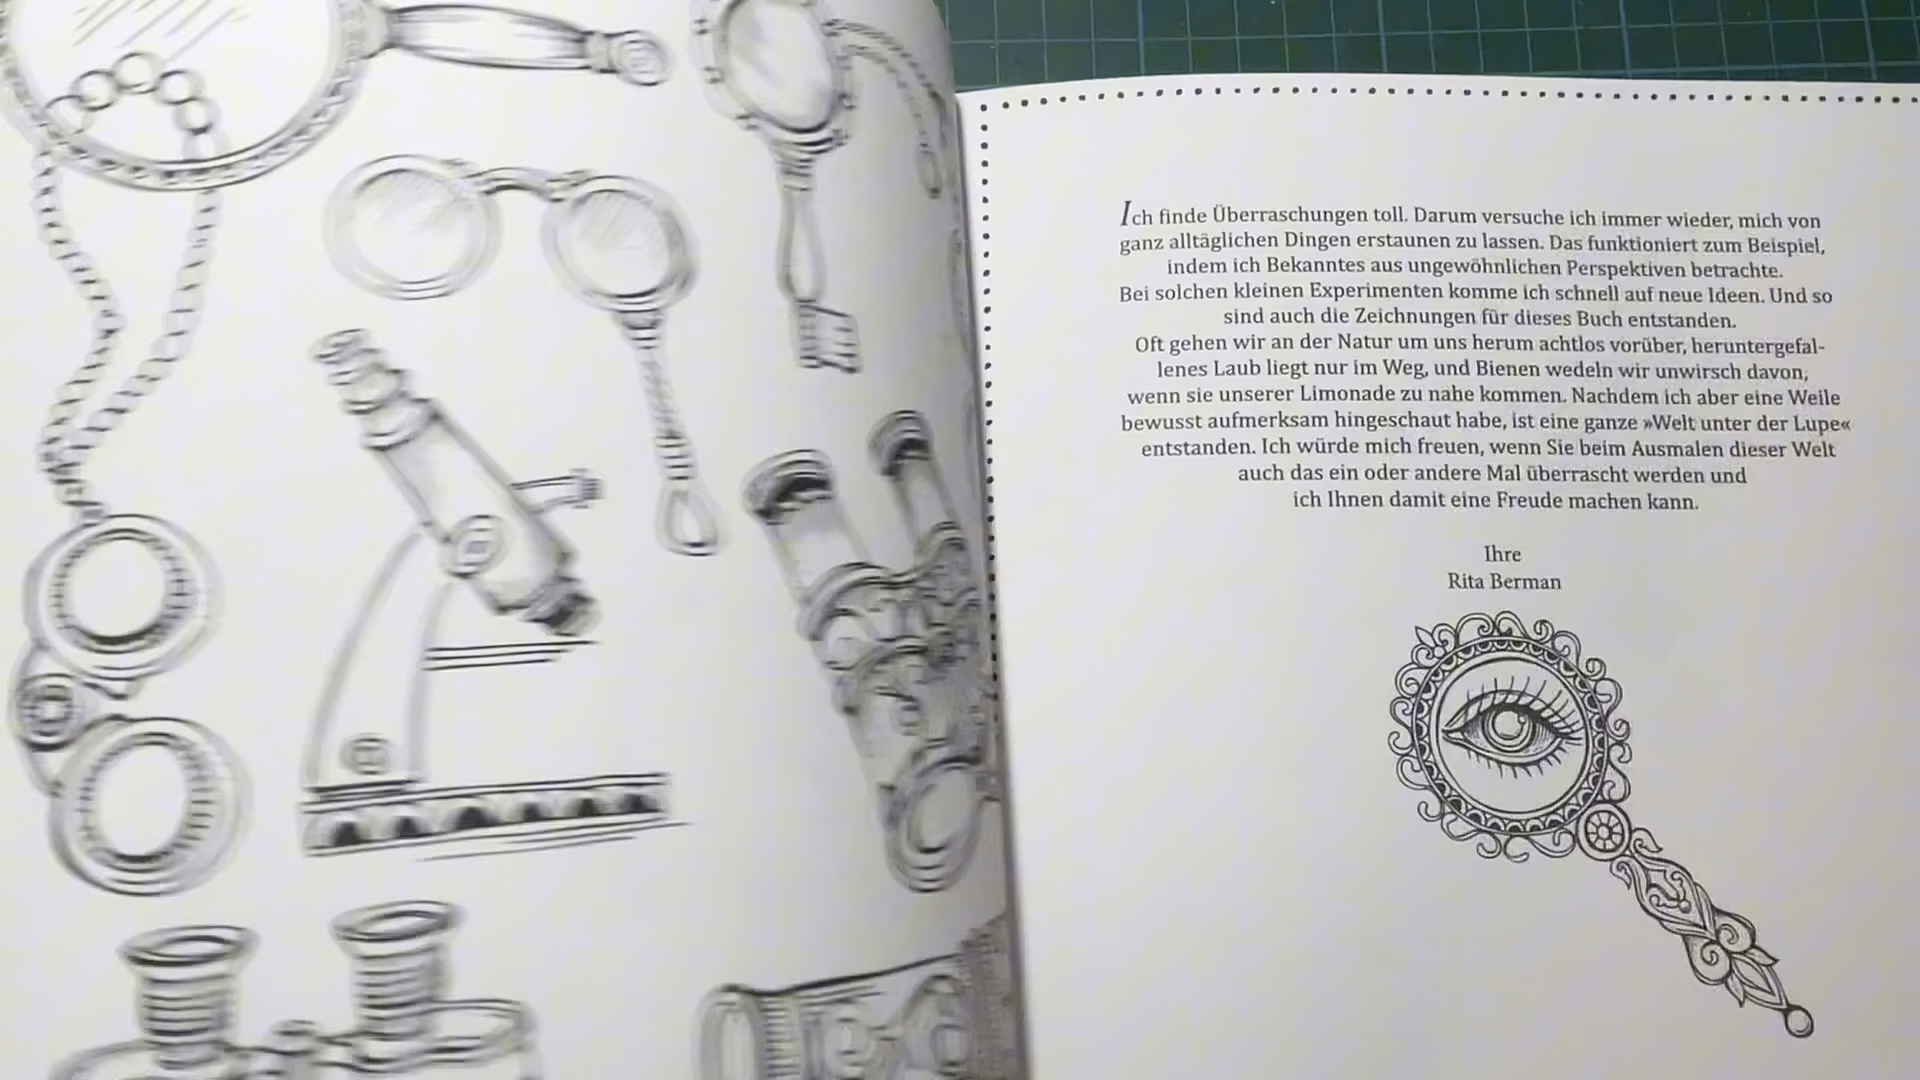 Ich finde Überraschungen toll. Darum versuche ich immer wieder, mich von
ganz alltäglichen Dingen erstaunen zu lassen. Das funktioniert zum Beispiel,
indem ich Bekanntes aus ungewöhnlichen Perspektiven betrachte.
Bei solchen kleinen Experimenten komme ich schnell auf neue Ideen. Und so
sind auch die Zeichnungen für dieses Buch entstanden.
Oft gehen wir an der Natur um uns herum achtlos vorüber, heruntergefal-
lenes Laub liegt nur im Weg, und Bienen wedeln wir unwirsch davon,
wenn sie unserer Limonade zu nahe kommen. Nachdem ich aber eine Weile
bewusst aufmerksam hingeschaut habe, ist eine ganze »Welt unter der Lupe«
entstanden. Ich würde mich freuen, wenn Sie beim Ausmalen dieser Welt
auch das ein oder andere Mal überrascht werden und
ich Ihnen damit eine Freude machen kann.
Ihre
Rita Berman